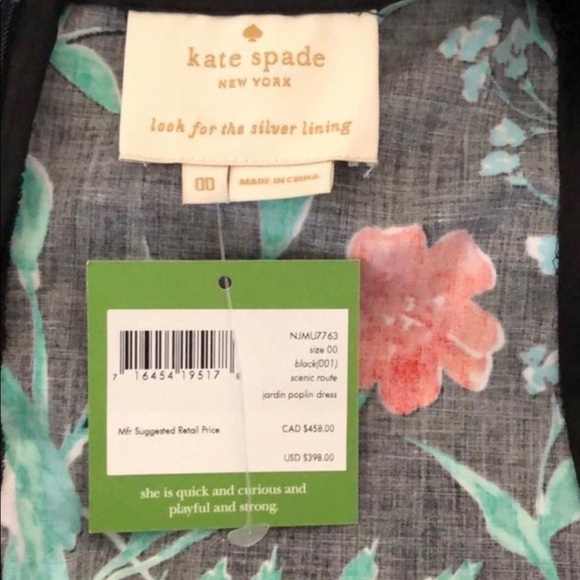 kate spade
NEW YORK
look for the silver lining
00
MADE IN CHINA
NJMU7763
size 00
black(001)
scenic route
jardin poplin dress
7 16454 19517 8
Mfr Suggested Retail Price
CAD $458.00
USD $398.00
she is quick and curious and
playful and strong.